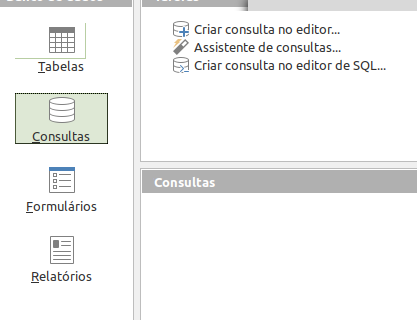 Tabelas
Consultas
Formulários
Relatórios
Criar consulta no editor...
Assistente de consultas...
Criar consulta no editor de SQL...
Consultas